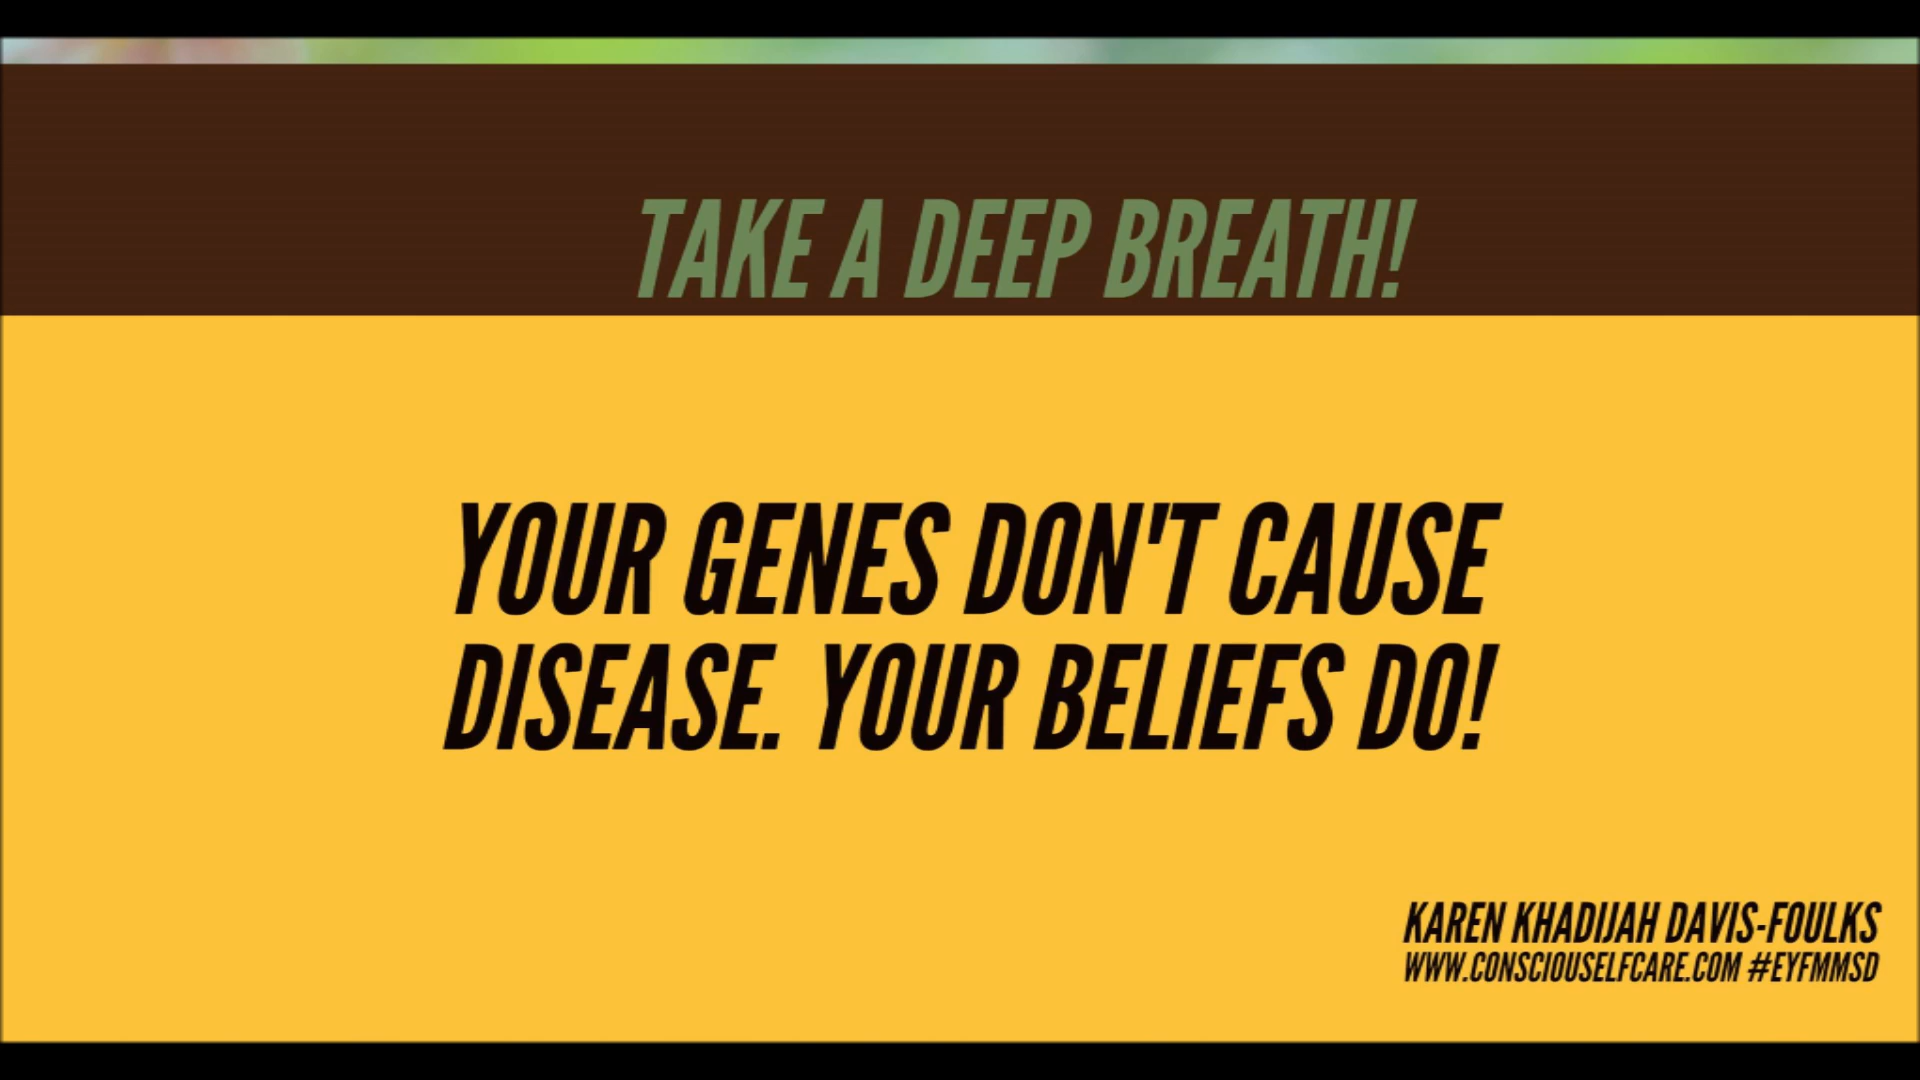 TAKE A DEEP BREATH!
YOUR GENES DON'T CAUSE
DISEASE. YOUR BELIEFS DO!
KAREN KHADIJAH DAVIS-FOULKS
WWW.CONSCIOUSELFCARE.COM #EYFMMSD